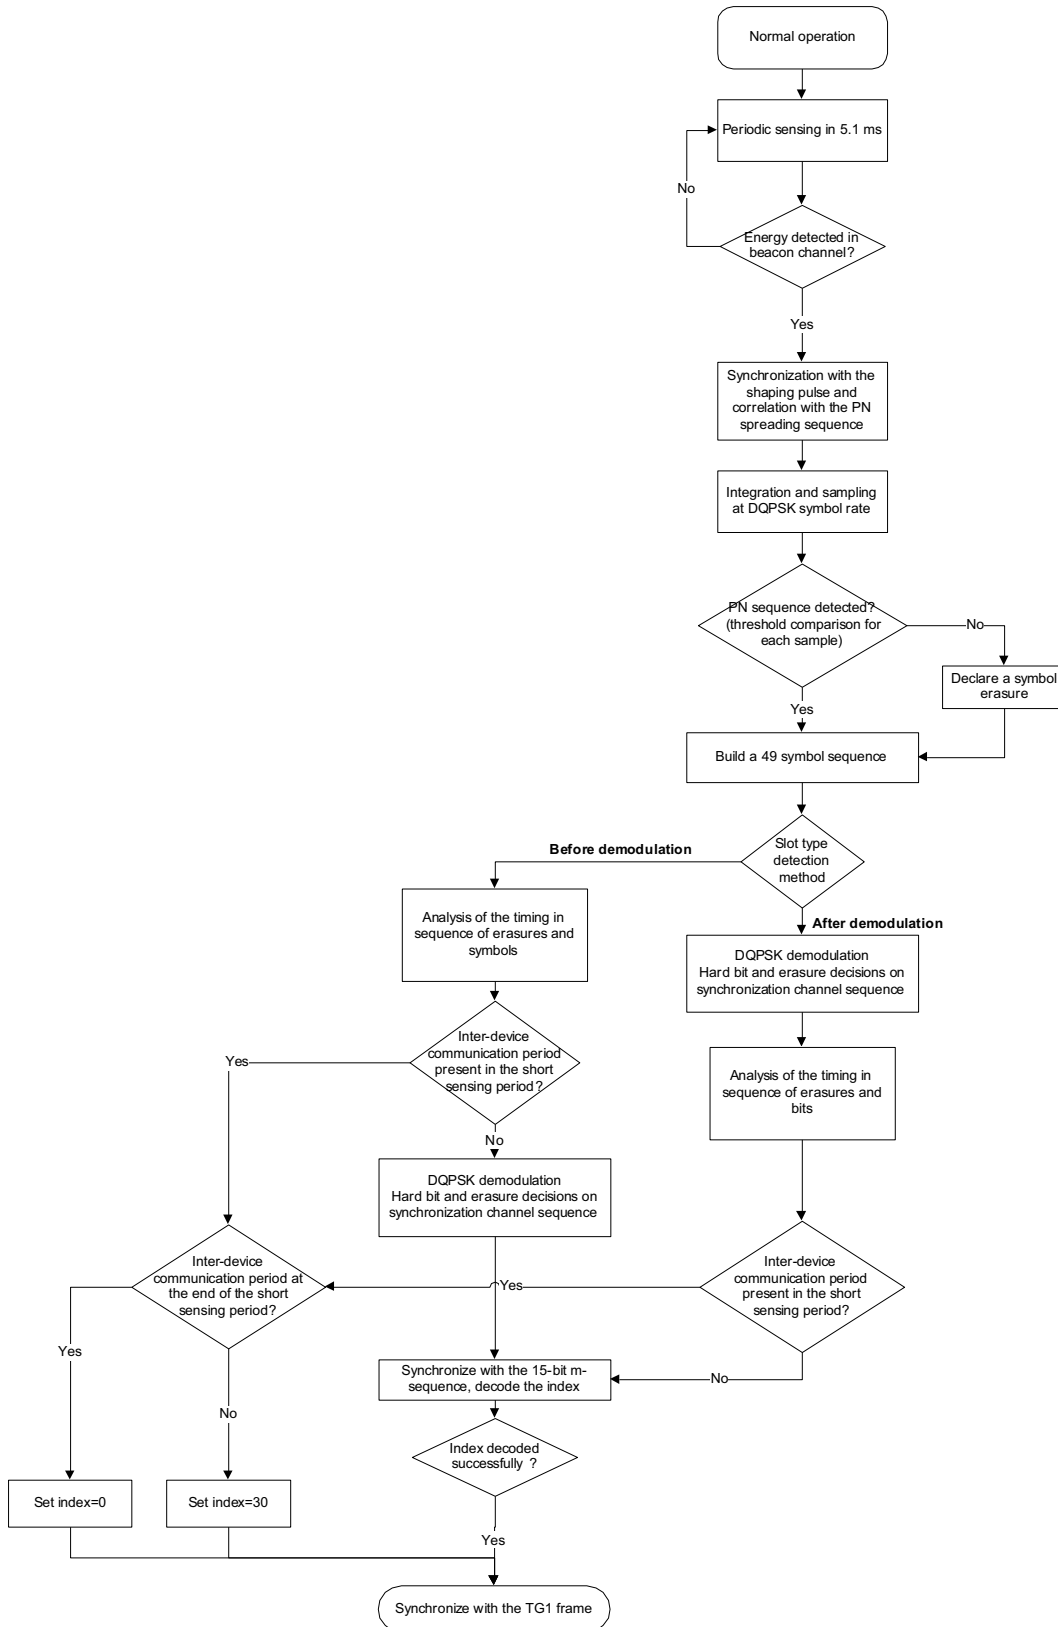 Normal operation
Periodic sensing in 5.1 ms
No
Energy detected in
beacon channel?
Yes
Synchronization with the
shaping pulse and
correlation with the PN
spreading sequence
Integration and sampling
at DQPSK symbol rate
PN sequence detected?
(threshold comparison for
each sample)
No
Declare a symbol
erasure
Yes
Build a 49 symbol sequence
Slot type
detection
method
Before demodulation
After demodulation
Analysis of the timing in
sequence of erasures and
symbols
DQPSK demodulation
Hard bit and erasure decisions on
synchronization channel sequence
Inter-device
communication period
present in the short
sensing period?
Yes
No
Analysis of the timing in
sequence of erasures and
bits
DQPSK demodulation
Hard bit and erasure decisions on
synchronization channel sequence
Inter-device
communication period at
the end of the short
sensing period?
Yes
Inter-device
communication period
present in the short
sensing period?
Yes
No
Synchronize with the 15-bit m-
sequence, decode the index
No
Index decoded
successfully ?
Set index=0
Set index=30
Yes
Synchronize with the TG1 frame